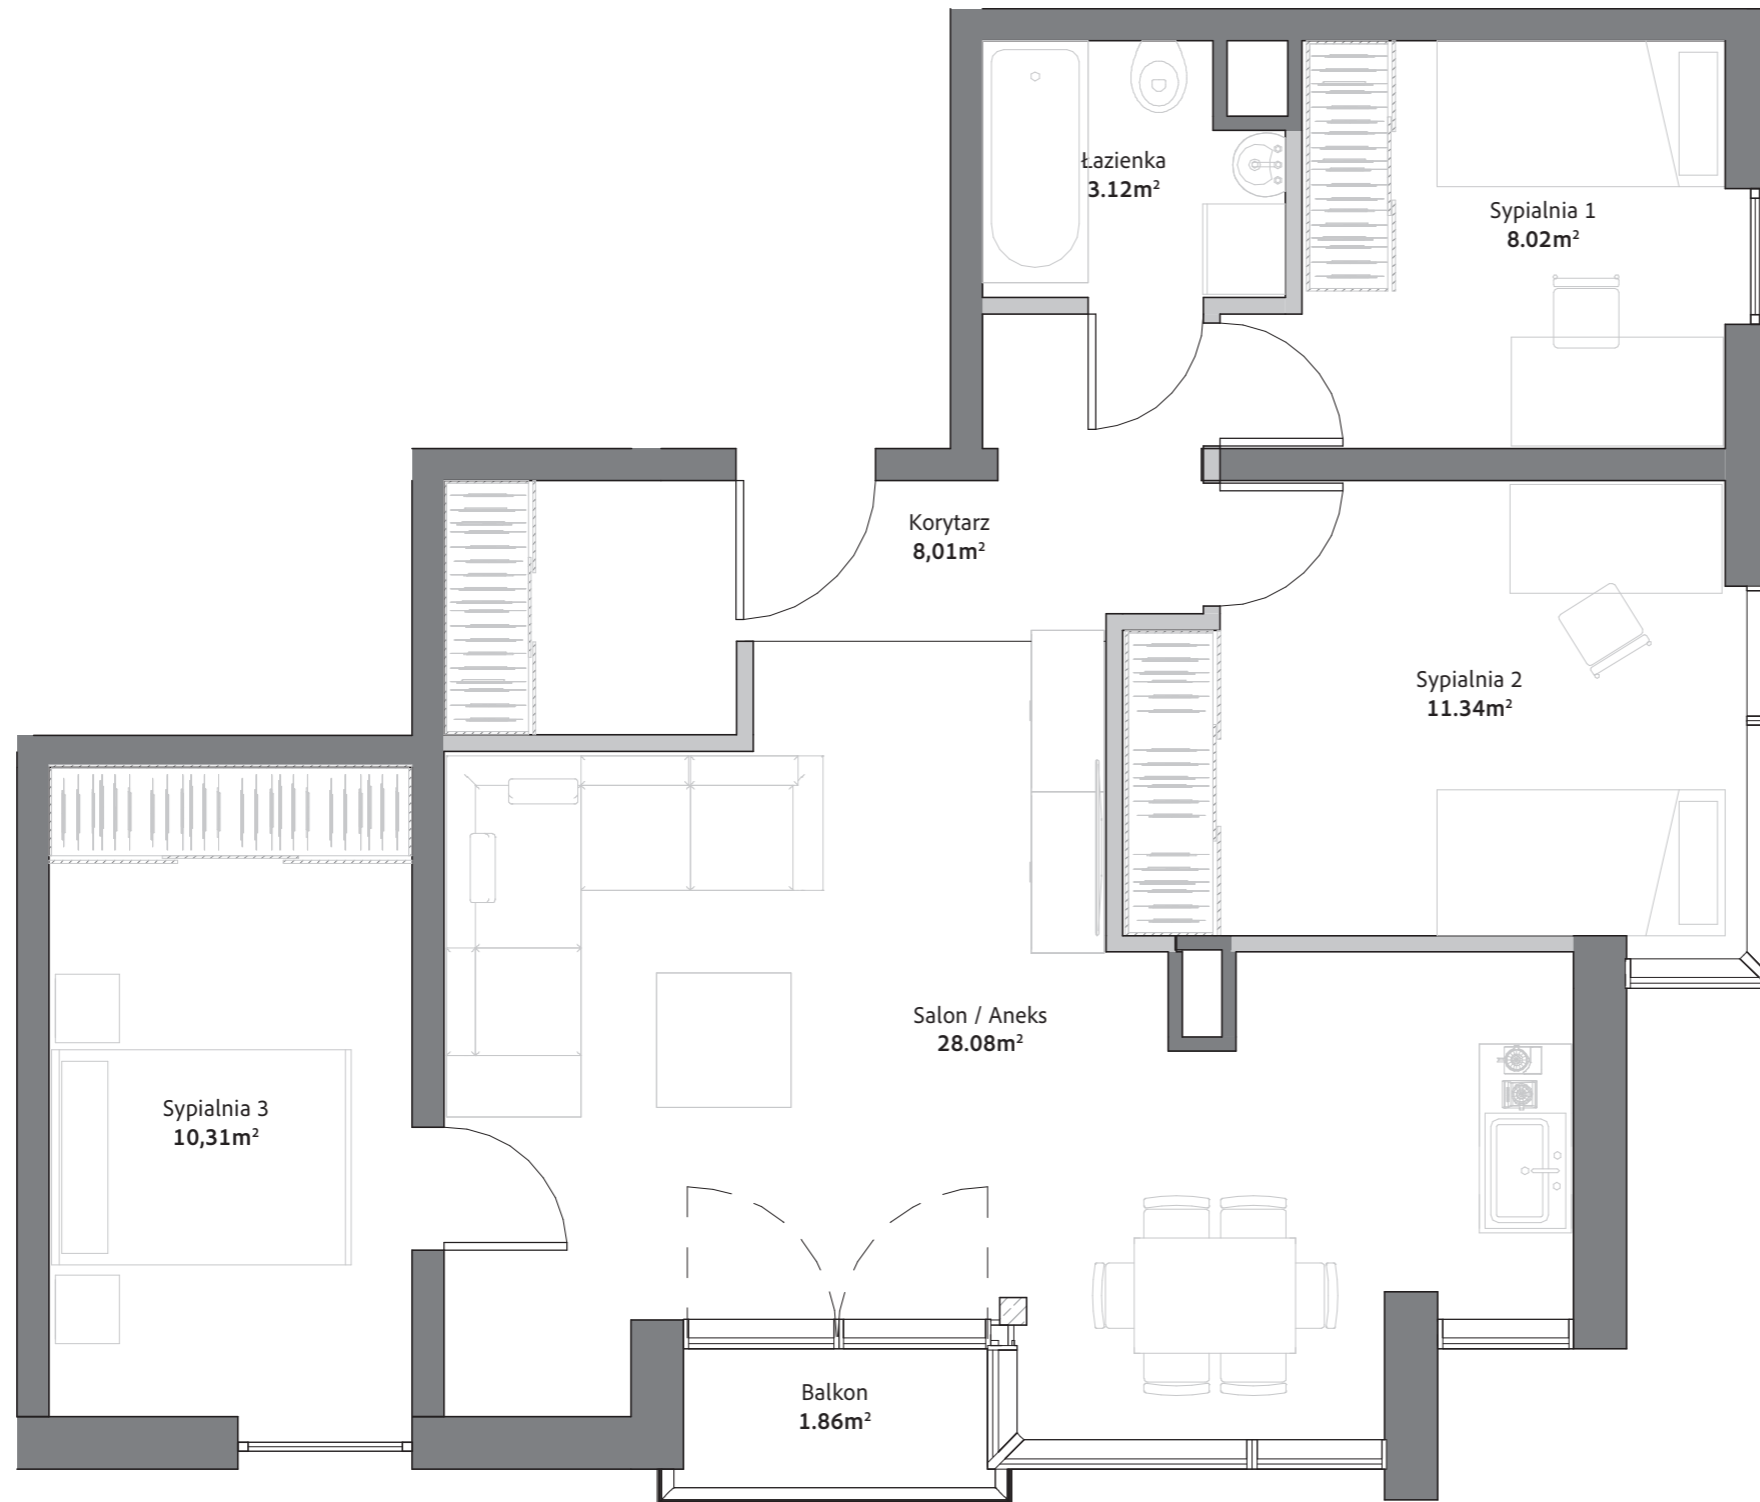 Łazienka
3.12m²
Sypialnia 1
8.02m²
Korytarz
8,01m²
Sypialnia 2
11.34m²
Salon / Aneks
28.08m²
Sypialnia 3
10,31m²
Balkon
1.86m²